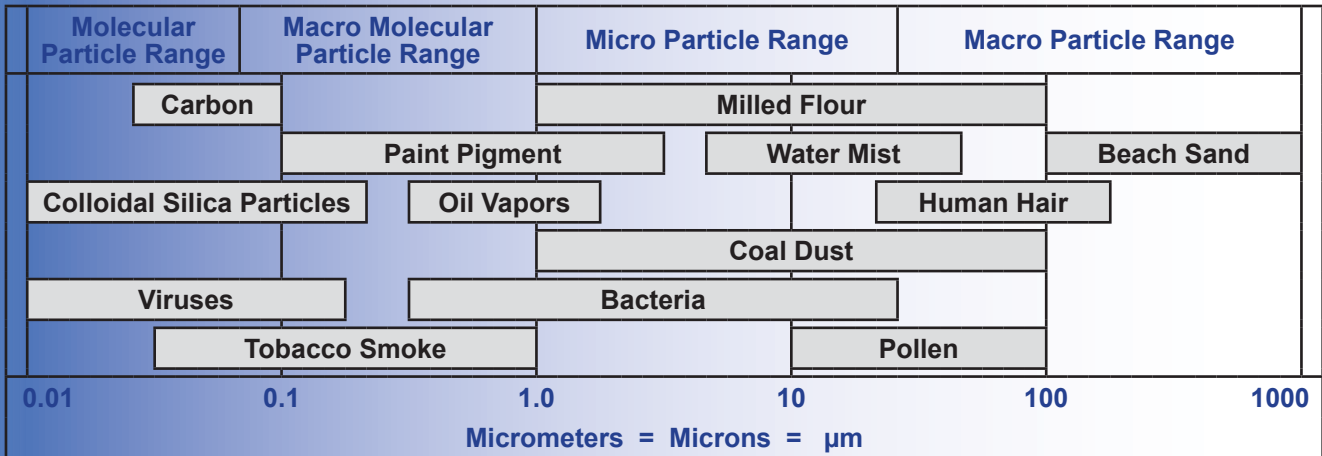 Molecular
Particle Range
Macro Molecular
Particle Range
Micro Particle Range
Macro Particle Range
Carbon
Milled Flour
Paint Pigment
Water Mist
Beach Sand
Colloidal Silica Particles
Oil Vapors
Human Hair
Coal Dust
Viruses
Bacteria
Tobacco Smoke
Pollen
0.01 0.1 1.0 10 100 1000
Micrometers = Microns = µm